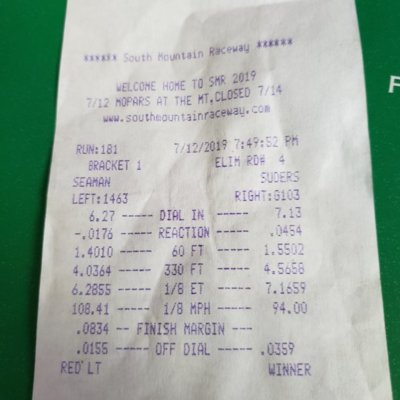 ****** South Mountain Raceway ******
WELCOME HOME TO SMR 2019
7/12 MOPARS AT THE MT,CLOSED 7/14
www.southmountainraceway.com
RUN:181 7/12/2019 7:49:52 PM
BRACKET 1 ELIM RD# 4
SEAMAN SUDERS
LEFT:1463 RIGHT:G103
6.27 ----- DIAL IN ----- 7.13
-.0176 ----- REACTION ----- .0454
1.4010 ----- 60 FT ----- 1.5502
4.0364 ----- 330 FT ----- 4.5658
6.2855 ----- 1/8 ET ----- 7.1659
108.41 ----- 1/8 MPH ----- 94.00
.0834 -- FINISH MARGIN ---
.0155 ----- OFF DIAL ----- .0359
RED LT WINNER
F